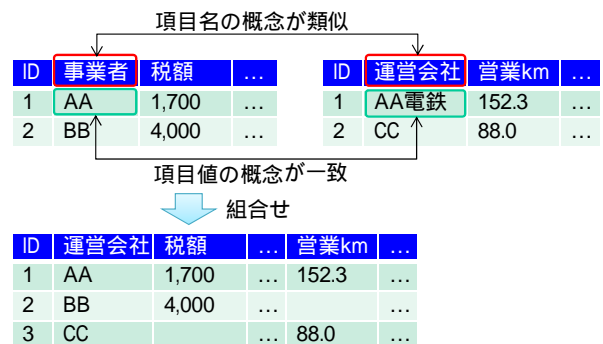 項目名の概念が類似
ID 事業者 税額 … ID 運営会社 営業km …
1 AA 1,700 … 1 AA電鉄 152.3 …
2 BB 4,000 … 2 CC 88.0 …
項目値の概念が一致
組合せ
ID 運営会社 税額 … 営業km …
1 AA 1,700 … 152.3 …
2 BB 4,000 … …
3 CC … 88.0 …